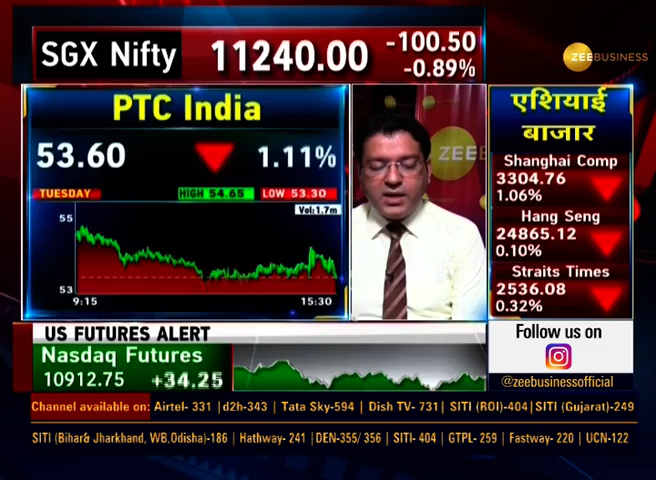 SGX Nifty 11240.00 -100.50
-0.89%
ZEE BUSINESS
PTC India
53.60 1.11%
TUESDAY HIGH 54.65 LOW 53.30
Vol:1.7m
55
53
9:15 15:30
ZEE
एशियाई
बाजार
Shanghai Comp
3304.76
1.06%
Hang Seng
24865.12
0.10%
Straits Times
2536.08
0.32%
US FUTURES ALERT
Nasdaq Futures
10912.75 +34.25
Follow us on
@zeebusinessofficial
Channel available on: Airtel- 331 | d2h-343 | Tata Sky-594 | Dish TV- 731 | SITI (ROI)-404 | SITI (Gujarat)-249
SITI (Bihar& Jharkhand, WB,Odisha)-186 | Hathway- 241 |DEN-355/ 356 | SITI- 404 | GTPL- 259 | Fastway- 220 | UCN-122